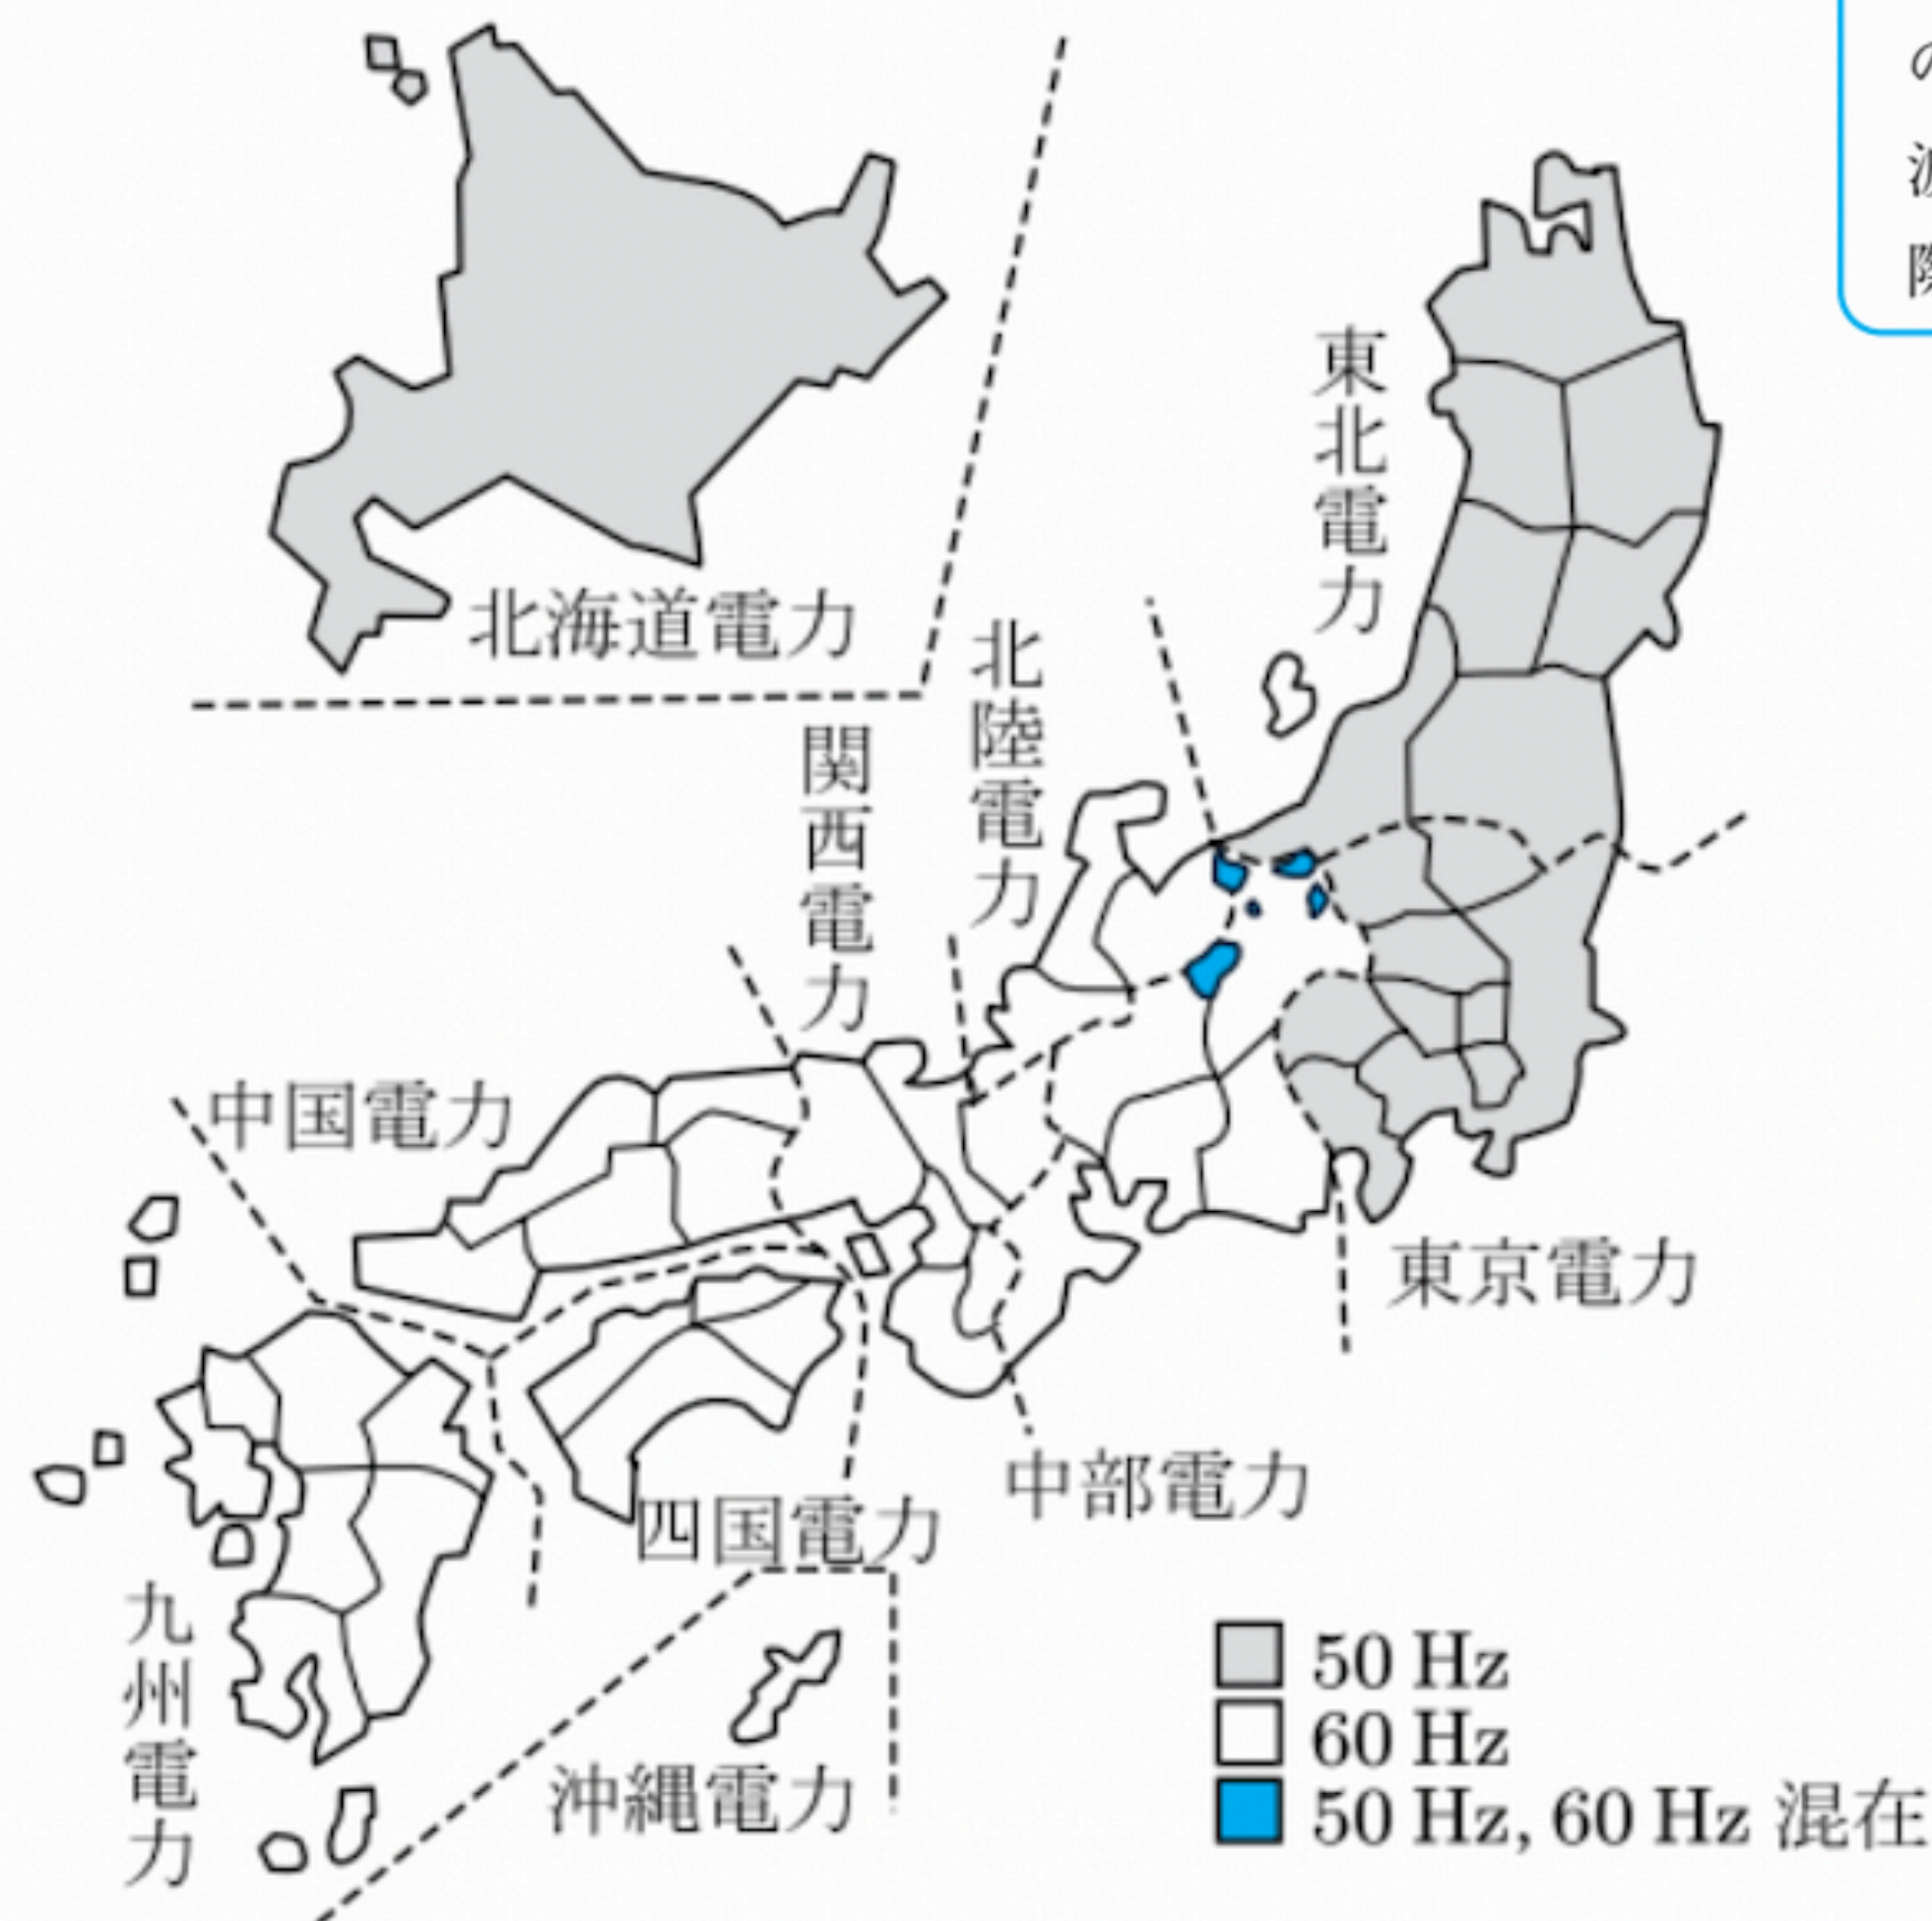 の
東北電力
北海道電力
北陸電力
関西電力
中国電力
東京電力
中部電力
四国電力
九州電力
沖縄電力
50 Hz
60 Hz
50 Hz, 60 Hz 混在